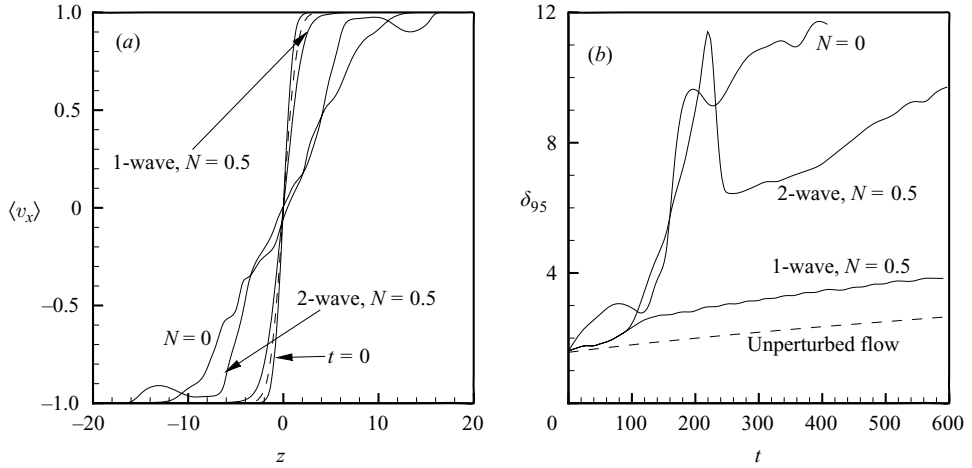 1.0
(a)
0.5
1-wave, N = 0.5
⟨vx⟩
0
−0.5
2-wave, N = 0.5
N = 0
t = 0
−1.0
−20
−10
0
10
20
z
12
(b)
N = 0
8
δ95
2-wave, N = 0.5
4
1-wave, N = 0.5
Unperturbed flow
0
100
200
300
400
500
600
t